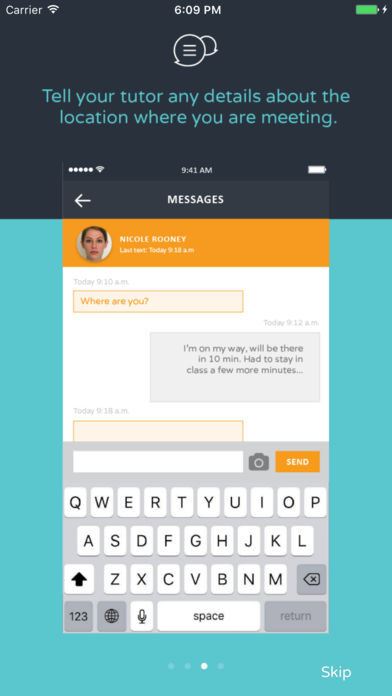 Carrier 6:09 PM
Tell your tutor any details about the
location where you are meeting.
9:41 AM
MESSAGES
NICOLE ROONEY
Last text: Today 9:18 a.m
Today 9:10 a.m.
Where are you?
Today 9:12 a.m.
I'm on my way, will be there
in 10 min. Had to stay in
class a few more minutes...
Today 9:18 a.m.
SEND
Q W E R T Y U I O P
A S D F G H J K L
Z X C V B N M
123 space return
Skip